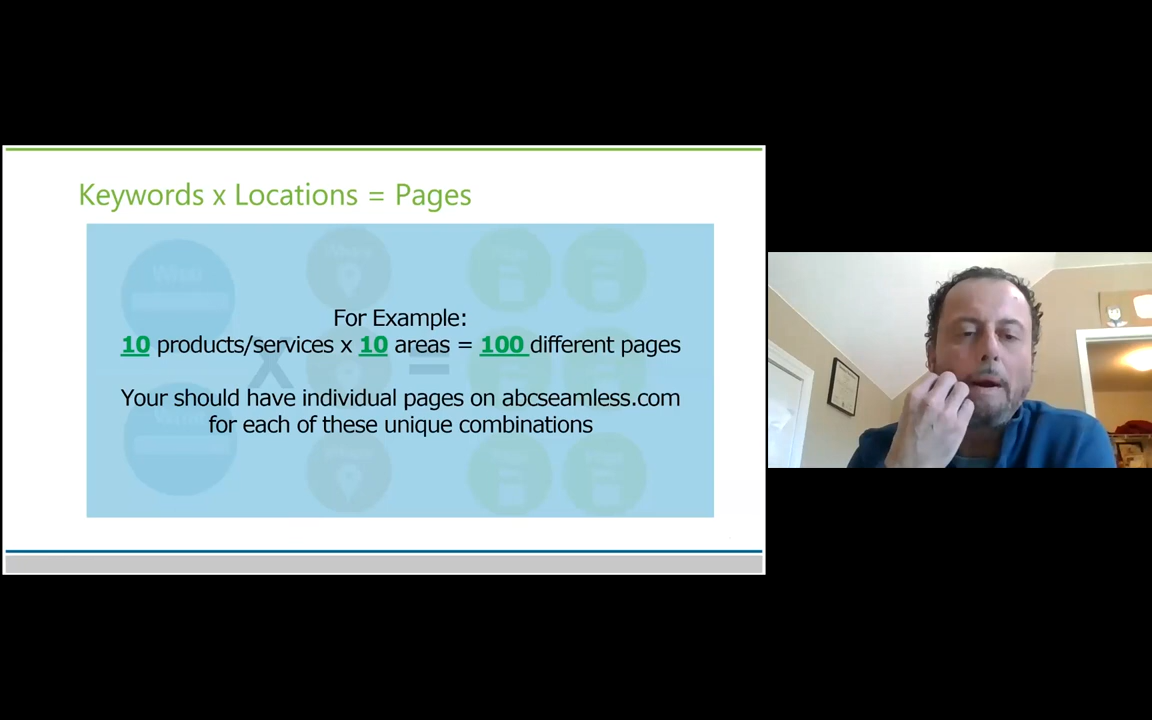 Keywords x Locations = Pages
For Example:
10 products/services x 10 areas = 100 different pages
Your should have individual pages on abcseamless.com
for each of these unique combinations